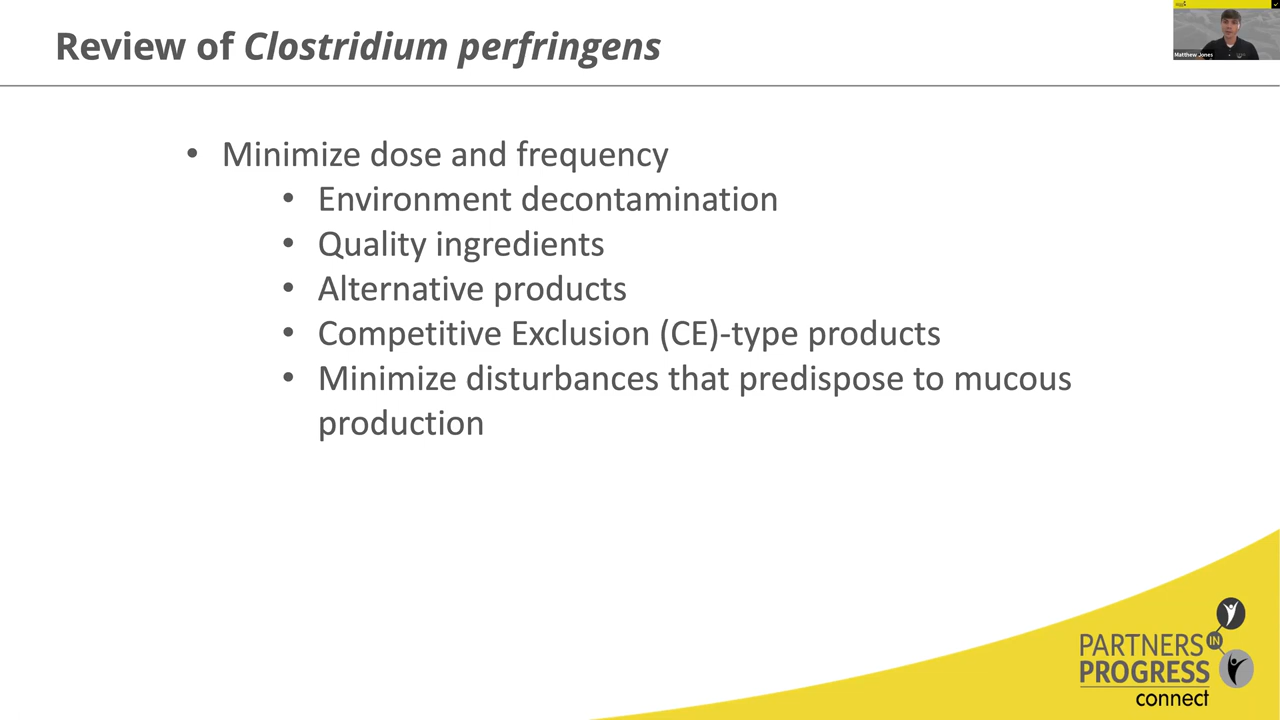 Review of Clostridium perfringens
Matthew Jones
• Minimize dose and frequency
• Environment decontamination
• Quality ingredients
• Alternative products
• Competitive Exclusion (CE)-type products
• Minimize disturbances that predispose to mucous
production
PARTNERS IN
PROGRESS
connect